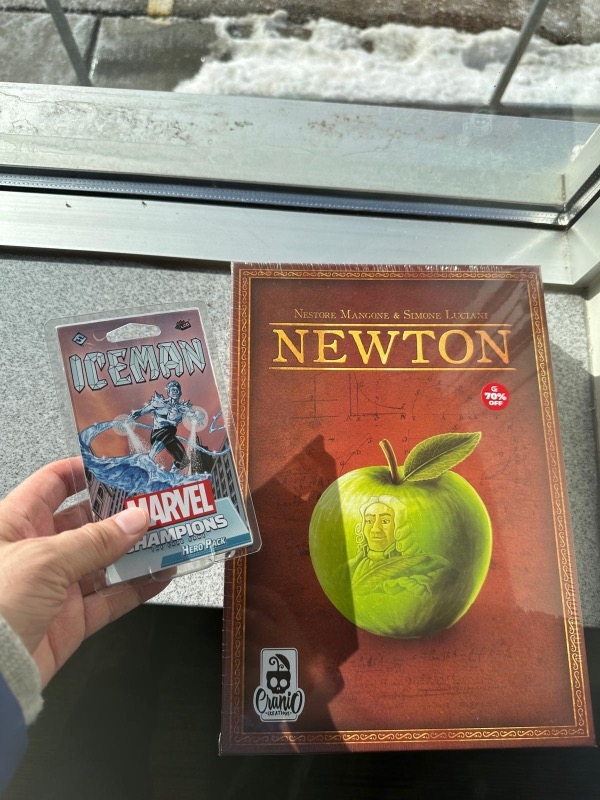 ICEMAN
MARVEL
CHAMPIONS
HERO PACK
NESTORE MANGONE & SIMONE LUCIANI
NEWTON
G
70%
OFF
Cranio
CREATIONS